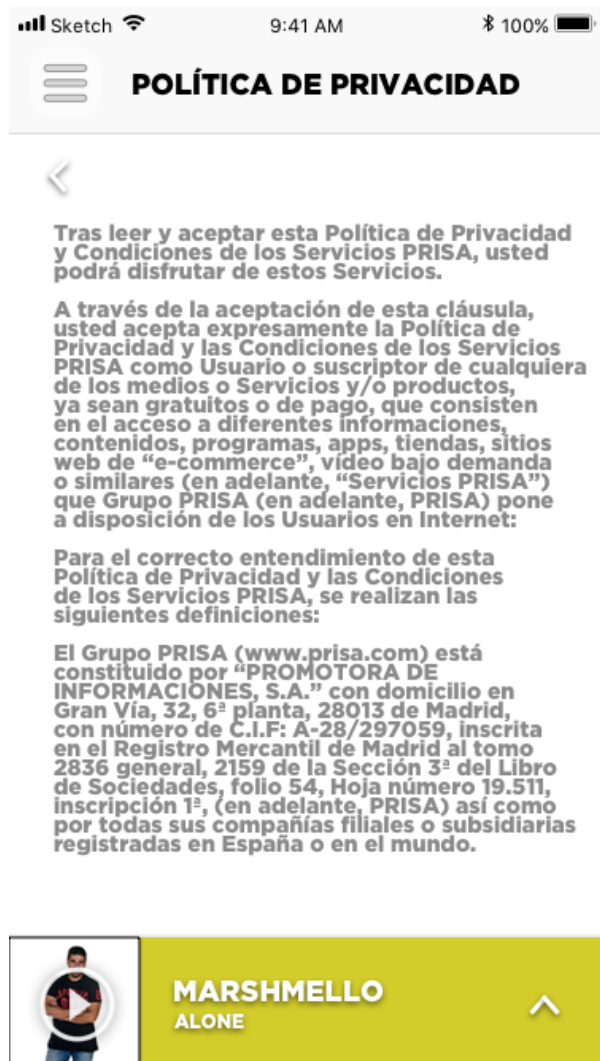 Sketch 9:41 AM 100%
POLÍTICA DE PRIVACIDAD
Tras leer y aceptar esta Política de Privacidad
y Condiciones de los Servicios PRISA, usted
podrá disfrutar de estos Servicios.
A través de la aceptación de esta cláusula,
usted acepta expresamente la Política de
Privacidad y las Condiciones de los Servicios
PRISA como Usuario o suscriptor de cualquiera
de los medios o Servicios y/o productos,
ya sean gratuitos o de pago, que consisten
en el acceso a diferentes informaciones,
contenidos, programas, apps, tiendas, sitios
web de “e-commerce”, vídeo bajo demanda
o similares (en adelante, “Servicios PRISA”)
que Grupo PRISA (en adelante, PRISA) pone
a disposición de los Usuarios en Internet:
Para el correcto entendimiento de esta
Política de Privacidad y las Condiciones
de los Servicios PRISA, se realizan las
siguientes definiciones:
El Grupo PRISA (www.prisa.com) está
constituido por “PROMOTORA DE
INFORMACIONES, S.A.” con domicilio en
Gran Vía, 32, 6ª planta, 28013 de Madrid,
con número de C.I.F: A-28/297059, inscrita
en el Registro Mercantil de Madrid al tomo
2836 general, 2159 de la Sección 3ª del Libro
de Sociedades, folio 54, Hoja número 19.511,
inscripción 1ª, (en adelante, PRISA) así como
por todas sus compañías filiales o subsidiarias
registradas en España o en el mundo.
MARSHMELLO
ALONE